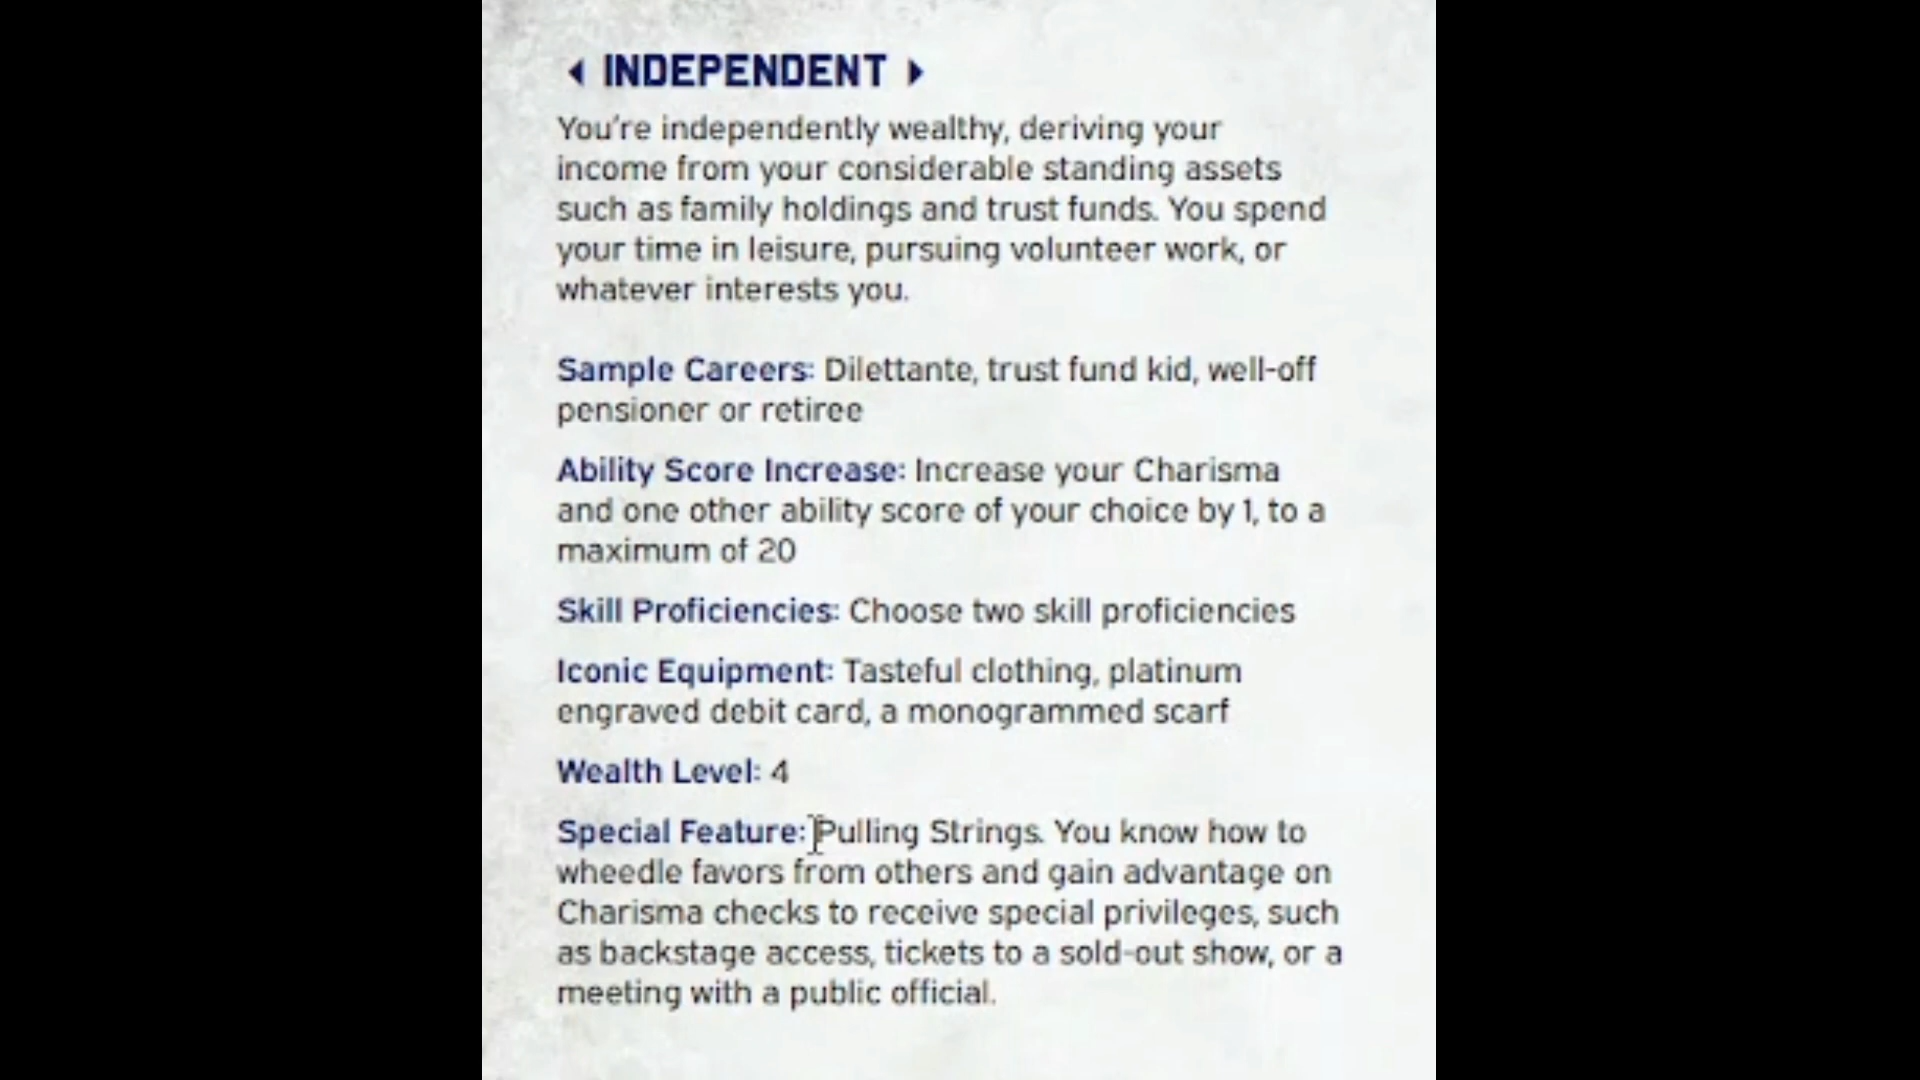 INDEPENDENT
You're independently wealthy, deriving your
income from your considerable standing assets
such as family holdings and trust funds. You spend
your time in leisure, pursuing volunteer work, or
whatever interests you.
Sample Careers: Dilettante, trust fund kid, well-off
pensioner or retiree
Ability Score Increase: Increase your Charisma
and one other ability score of your choice by 1, to a
maximum of 20
Skill Proficiencies: Choose two skill proficiencies
Iconic Equipment: Tasteful clothing, platinum
engraved debit card, a monogrammed scarf
Wealth Level: 4
Special Feature: Pulling Strings. You know how to
wheedle favors from others and gain advantage on
Charisma checks to receive special privileges, such
as backstage access, tickets to a sold-out show, or a
meeting with a public official.